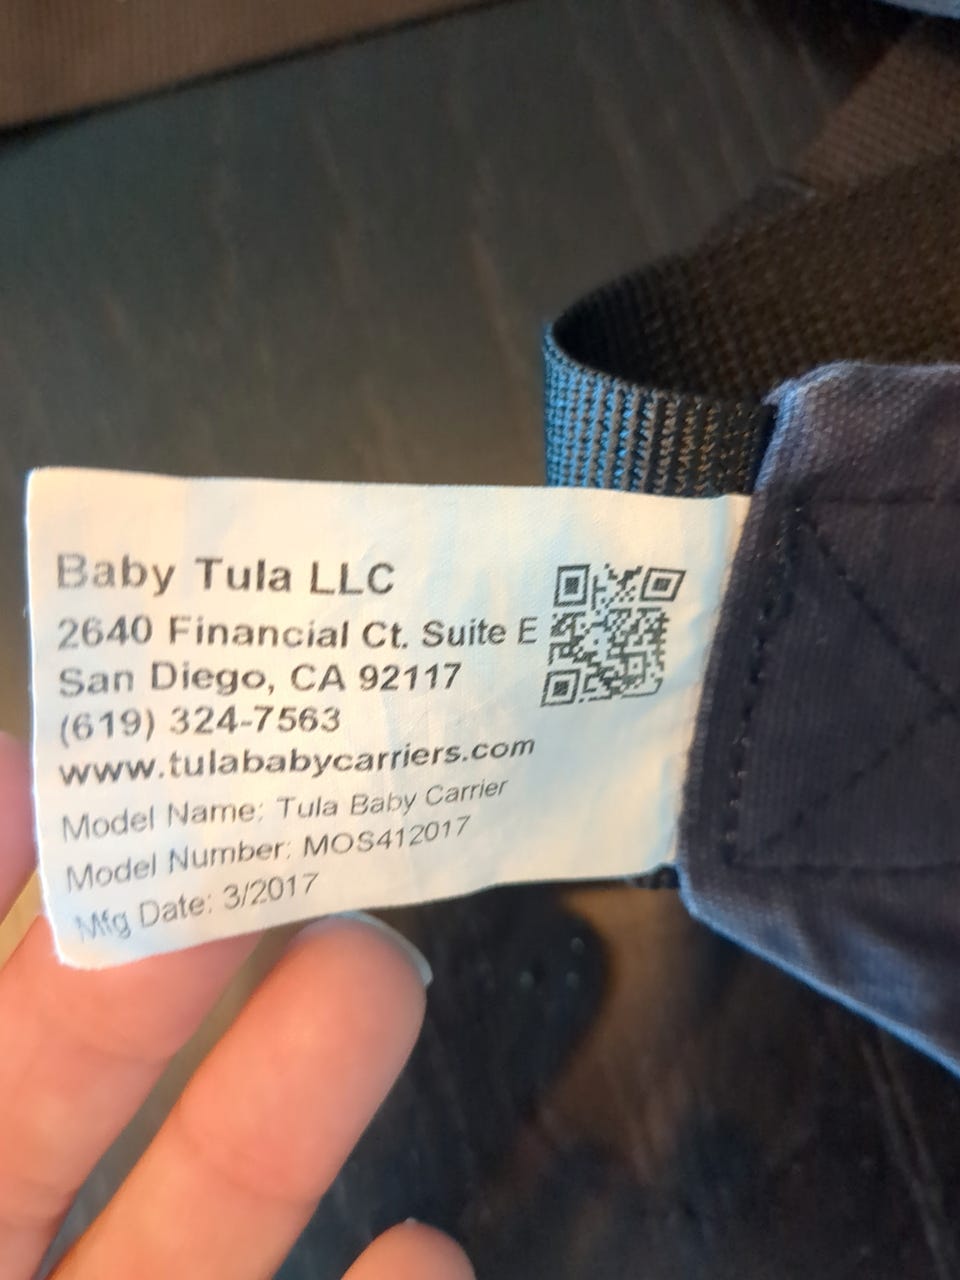 Baby Tula LLC
2640 Financial Ct. Suite E
San Diego, CA 92117
(619) 324-7563
www.tulababycarriers.com
Model Name: Tula Baby Carrier
Model Number: MOS412017
Mfg Date: 3/2017